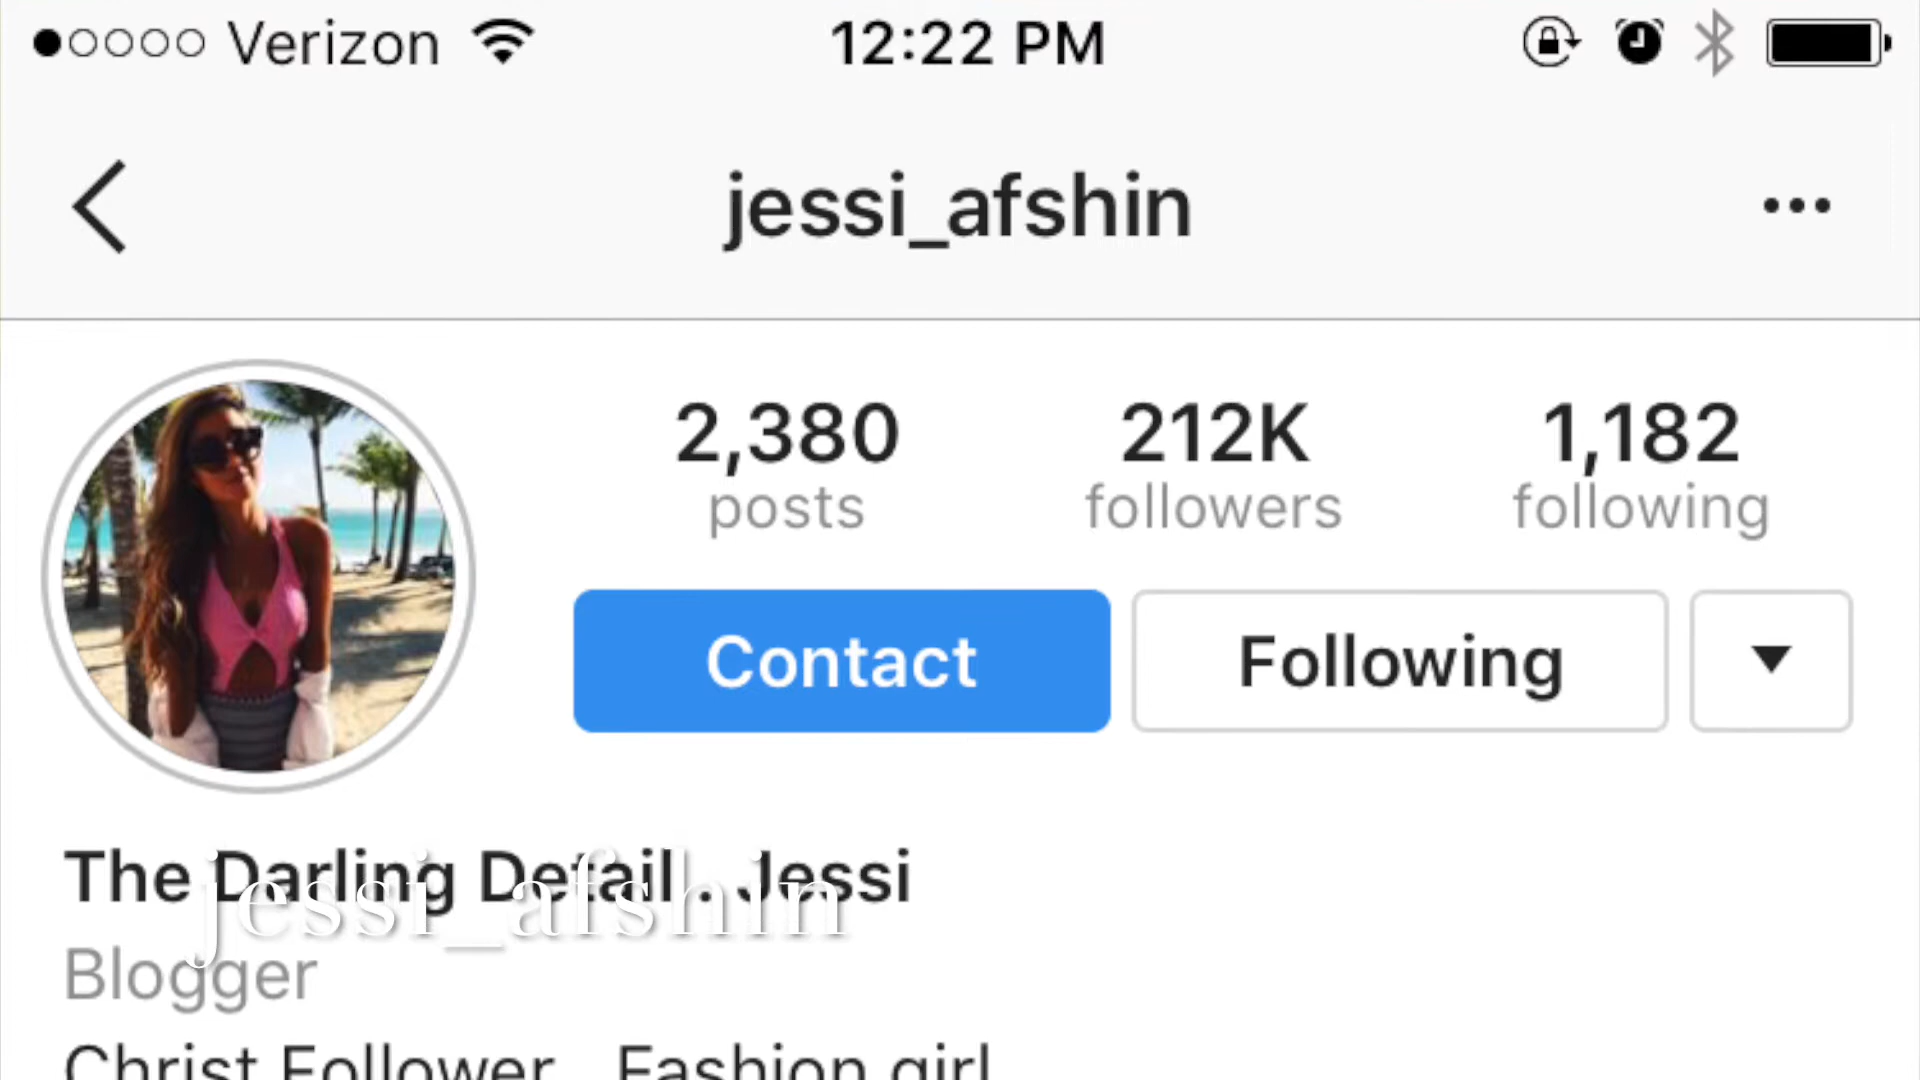 Verizon 12:22 PM
jessi_afshin
2,380 212K 1,182
posts followers following
Contact Following
The Darling Detail . Jessi
jessi_afshin
Blogger
Christ Follower Fashion girl